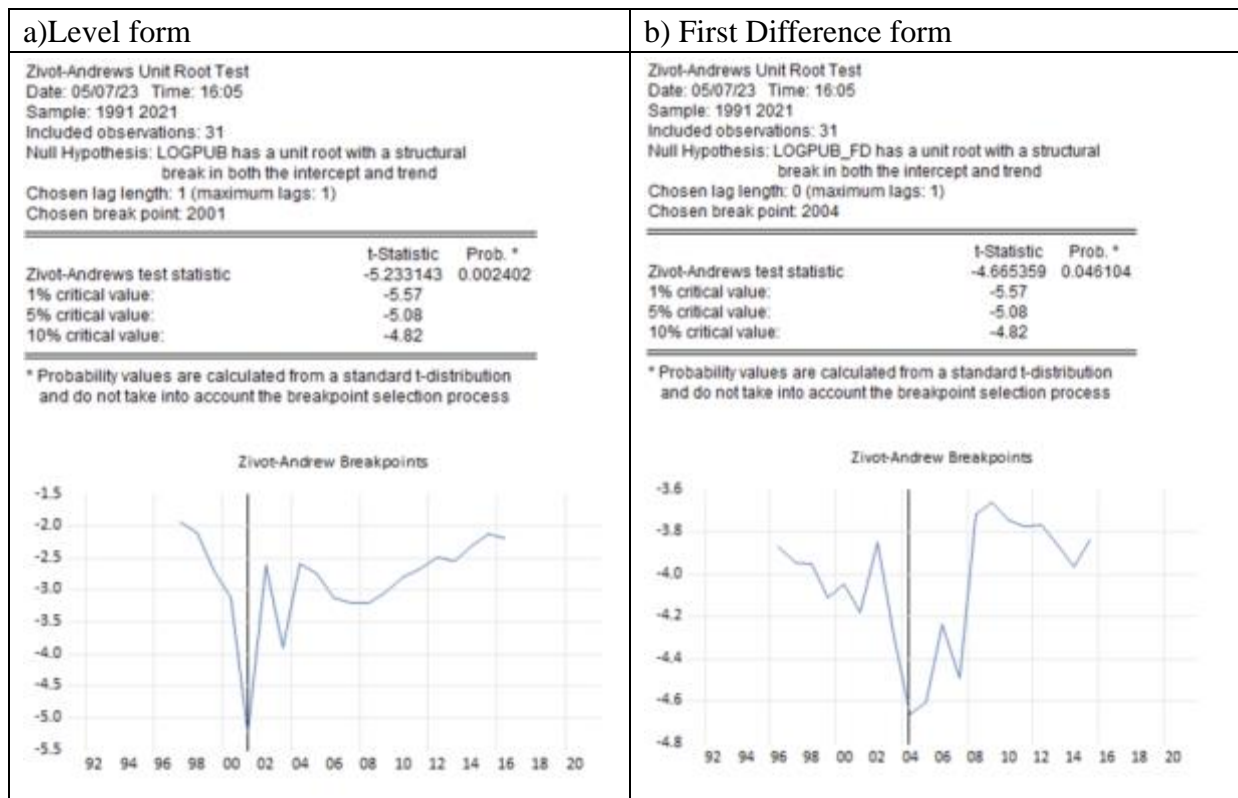 a)Level form
Zivot-Andrews Unit Root Test
Date: 05/07/23 Time: 16:05
Sample: 1991 2021
Included observations: 31
Null Hypothesis: LOGPUB has a unit root with a structural
break in both the intercept and trend
Chosen lag length: 1 (maximum lags: 1)
Chosen break point: 2001
t-Statistic Prob. *
Zivot-Andrews test statistic -5.233143 0.002402
1% critical value: -5.57
5% critical value: -5.08
10% critical value: -4.82
* Probability values are calculated from a standard t-distribution
and do not take into account the breakpoint selection process
Zivot-Andrew Breakpoints
-1.5
-2.0
-2.5
-3.0
-3.5
-4.0
-4.5
-5.0
-5.5
92 94 96 98 00 02 04 06 08 10 12 14 16 18 20
b) First Difference form
Zivot-Andrews Unit Root Test
Date: 05/07/23 Time: 16:05
Sample: 1991 2021
Included observations: 31
Null Hypothesis: LOGPUB_FD has a unit root with a structural
break in both the intercept and trend
Chosen lag length: 0 (maximum lags: 1)
Chosen break point: 2004
t-Statistic Prob. *
Zivot-Andrews test statistic -4.665359 0.046104
1% critical value: -5.57
5% critical value: -5.08
10% critical value: -4.82
* Probability values are calculated from a standard t-distribution
and do not take into account the breakpoint selection process
Zivot-Andrew Breakpoints
-3.6
-3.8
-4.0
-4.2
-4.4
-4.6
-4.8
92 94 96 98 00 02 04 06 08 10 12 14 16 18 20